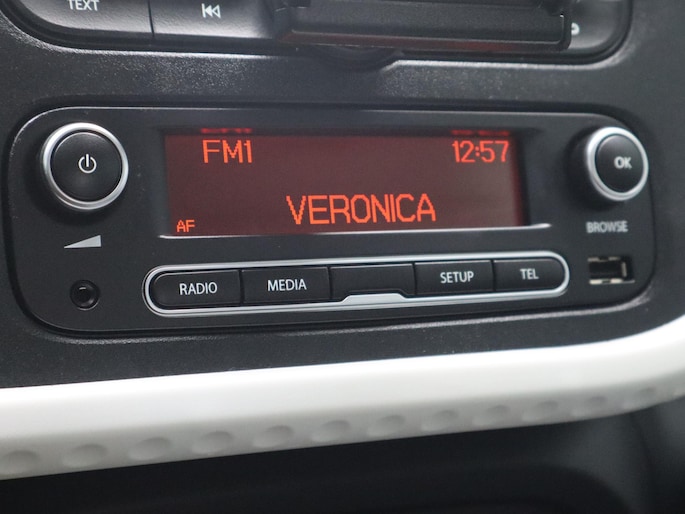 TEXT
FM1 12:57
VERONICA
AF
OK
BROWSE
RADIO MEDIA SETUP TEL